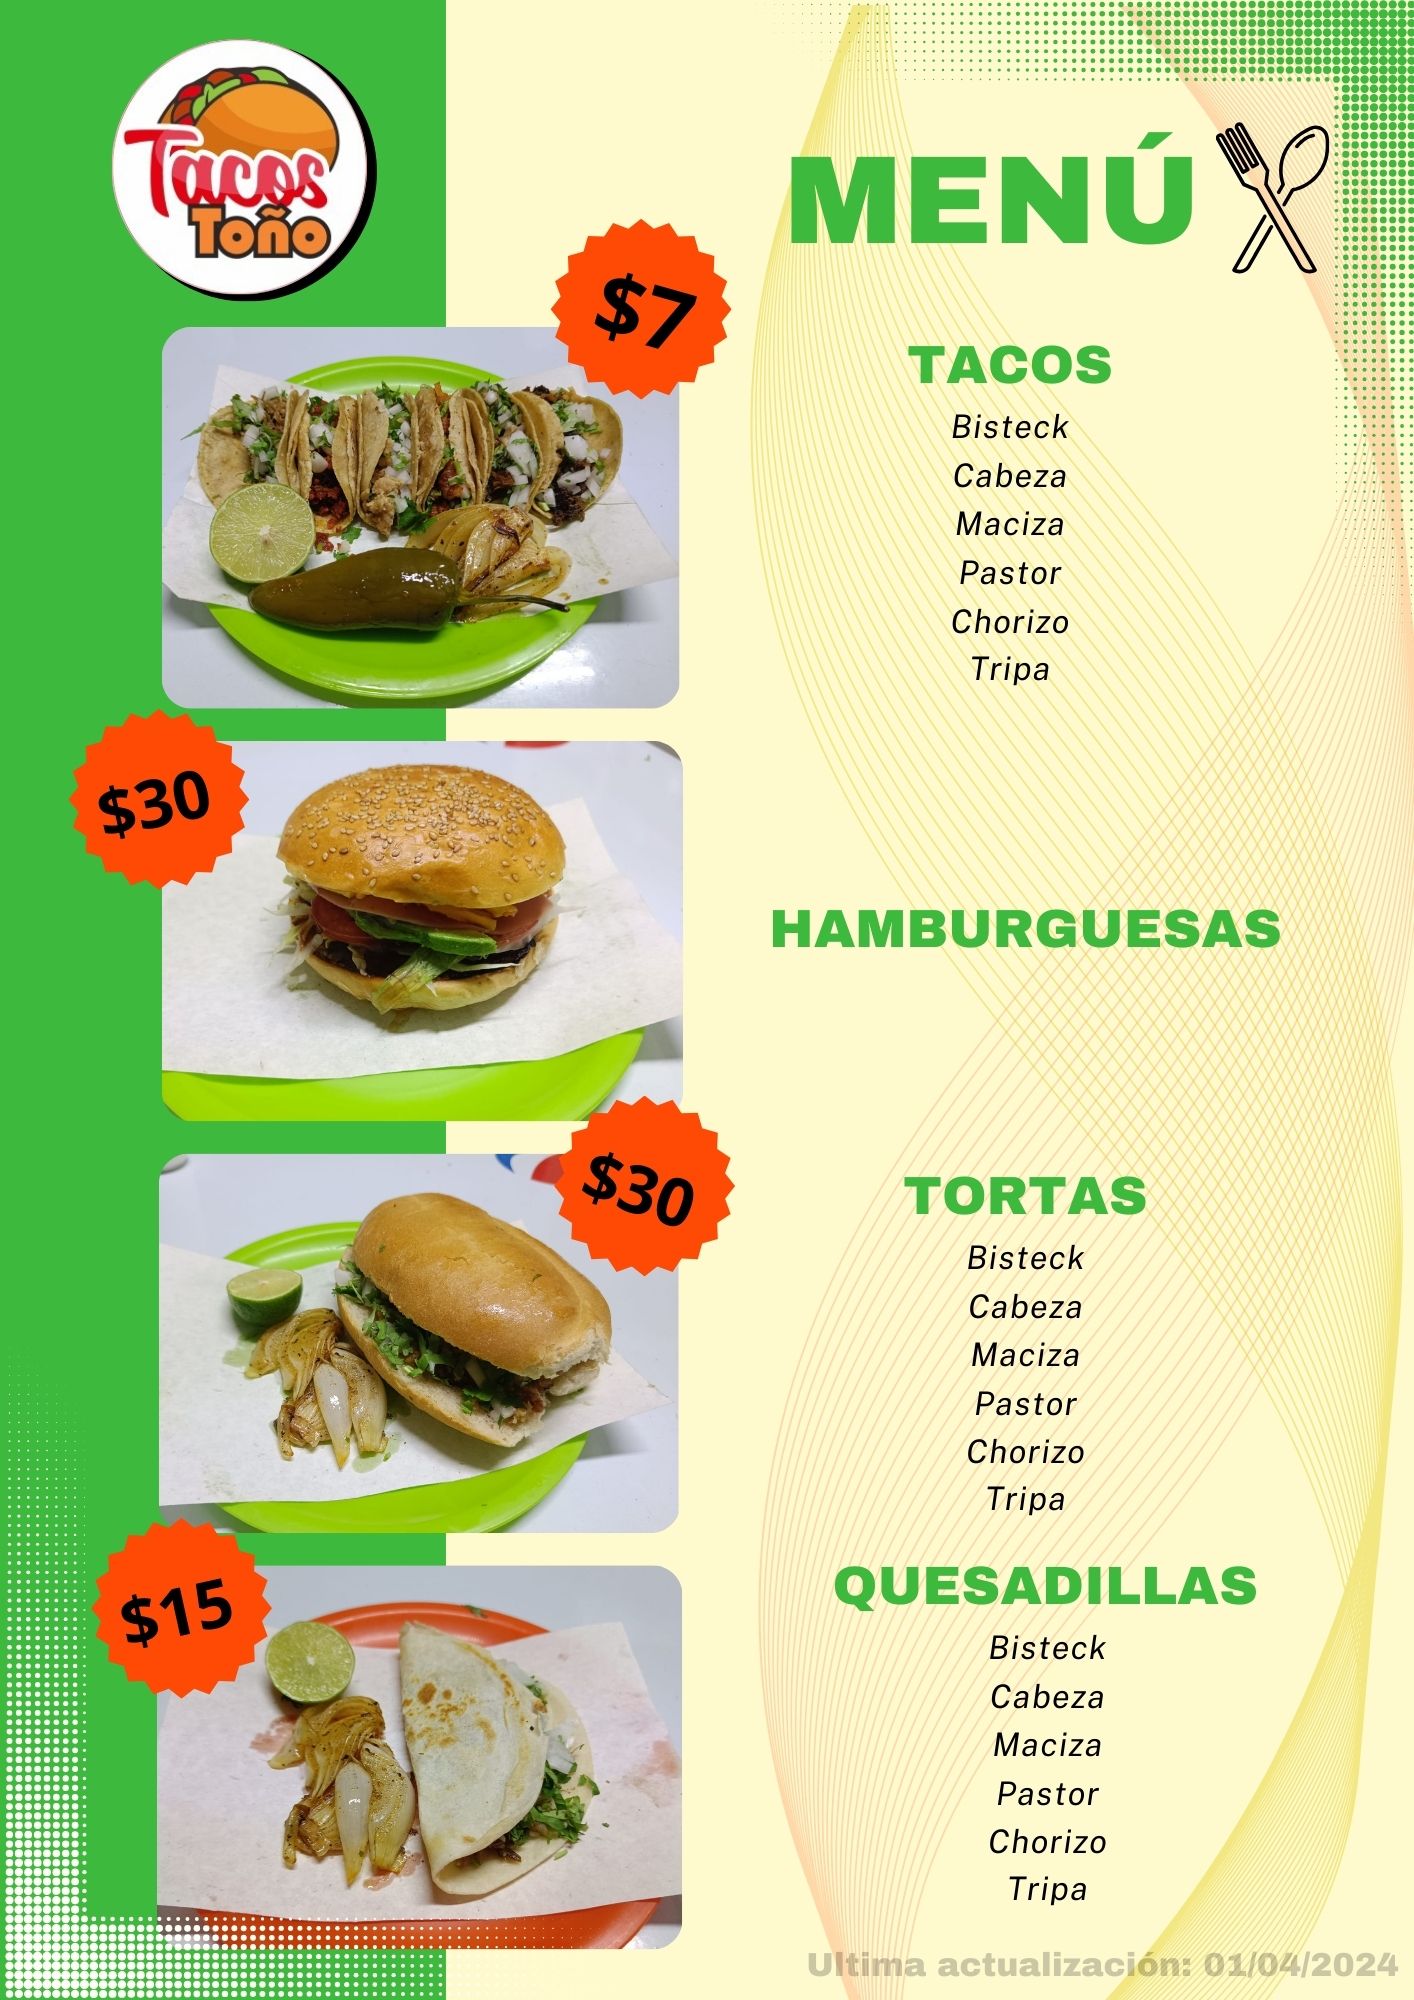 Tacos
Toño
MENÚ
$7
TACOS
Bisteck
Cabeza
Maciza
Pastor
Chorizo
Tripa
$30
HAMBURGUESAS
$30
TORTAS
Bisteck
Cabeza
Maciza
Pastor
Chorizo
Tripa
$15
QUESADILLAS
Bisteck
Cabeza
Maciza
Pastor
Chorizo
Tripa
Ultima actualización: 01/04/2024